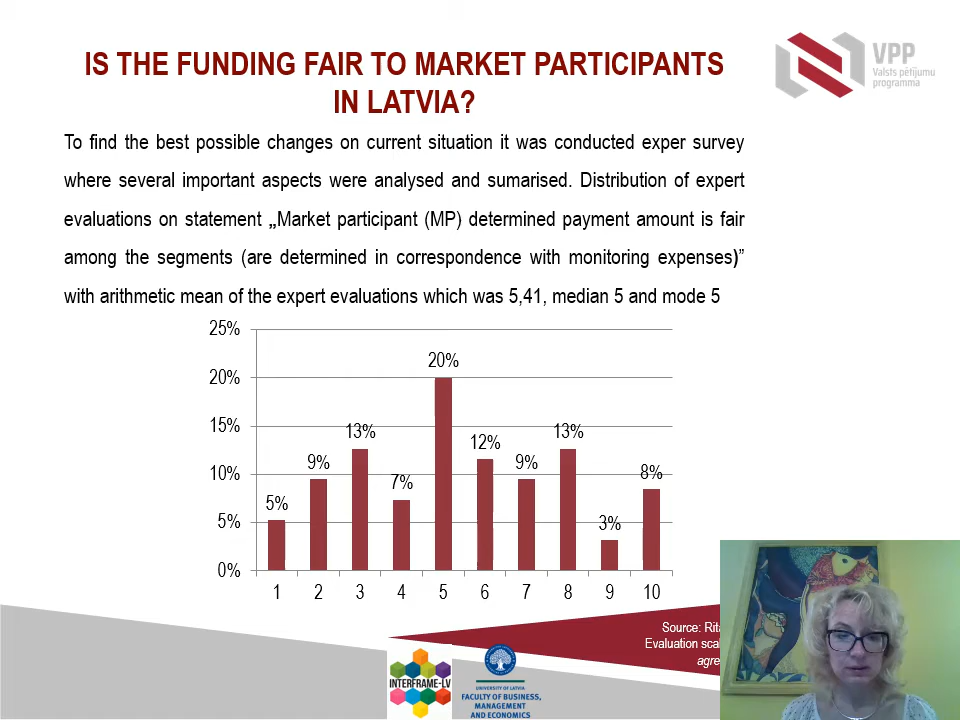 IS THE FUNDING FAIR TO MARKET PARTICIPANTS
IN LATVIA?
VPP
Valsts pētījumu
programma
To find the best possible changes on current situation it was conducted exper survey
where several important aspects were analysed and sumarised. Distribution of expert
evaluations on statement „Market participant (MP) determined payment amount is fair
among the segments (are determined in correspondence with monitoring expenses)”
with arithmetic mean of the expert evaluations which was 5,41, median 5 and mode 5
25%
20%
15%
10%
5%
0%
5%
9%
13%
7%
20%
12%
9%
13%
3%
8%
1 2 3 4 5 6 7 8 9 10
Source:
Evaluation
INTERFRAME-LV
UNIVERSITY OF LATVIA
FACULTY OF BUSINESS,
MANAGEMENT
AND ECONOMICS